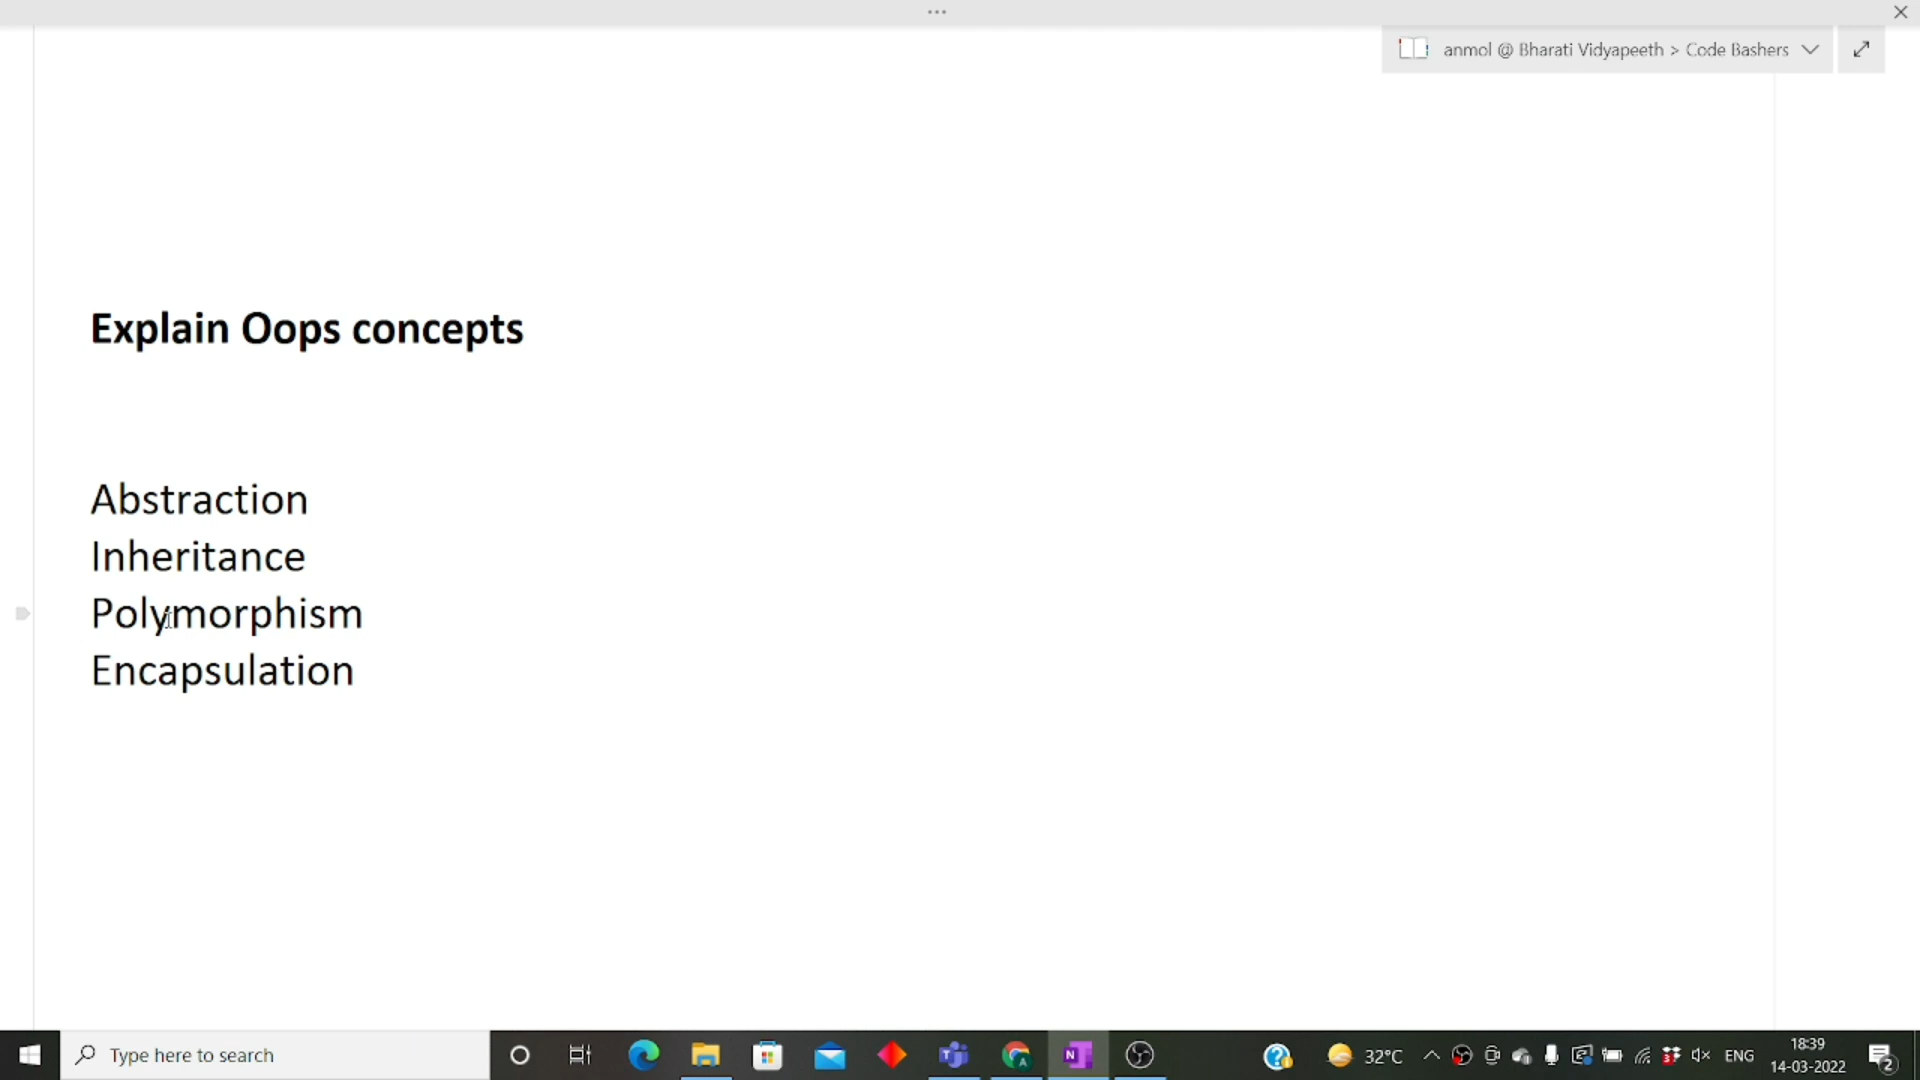 ...
anmol @ Bharati Vidyapeeth > Code Bashers
Explain Oops concepts
Abstraction
Inheritance
Polymorphism
Encapsulation
Type here to search
32°C
ENG
18:39
14-03-2022
2